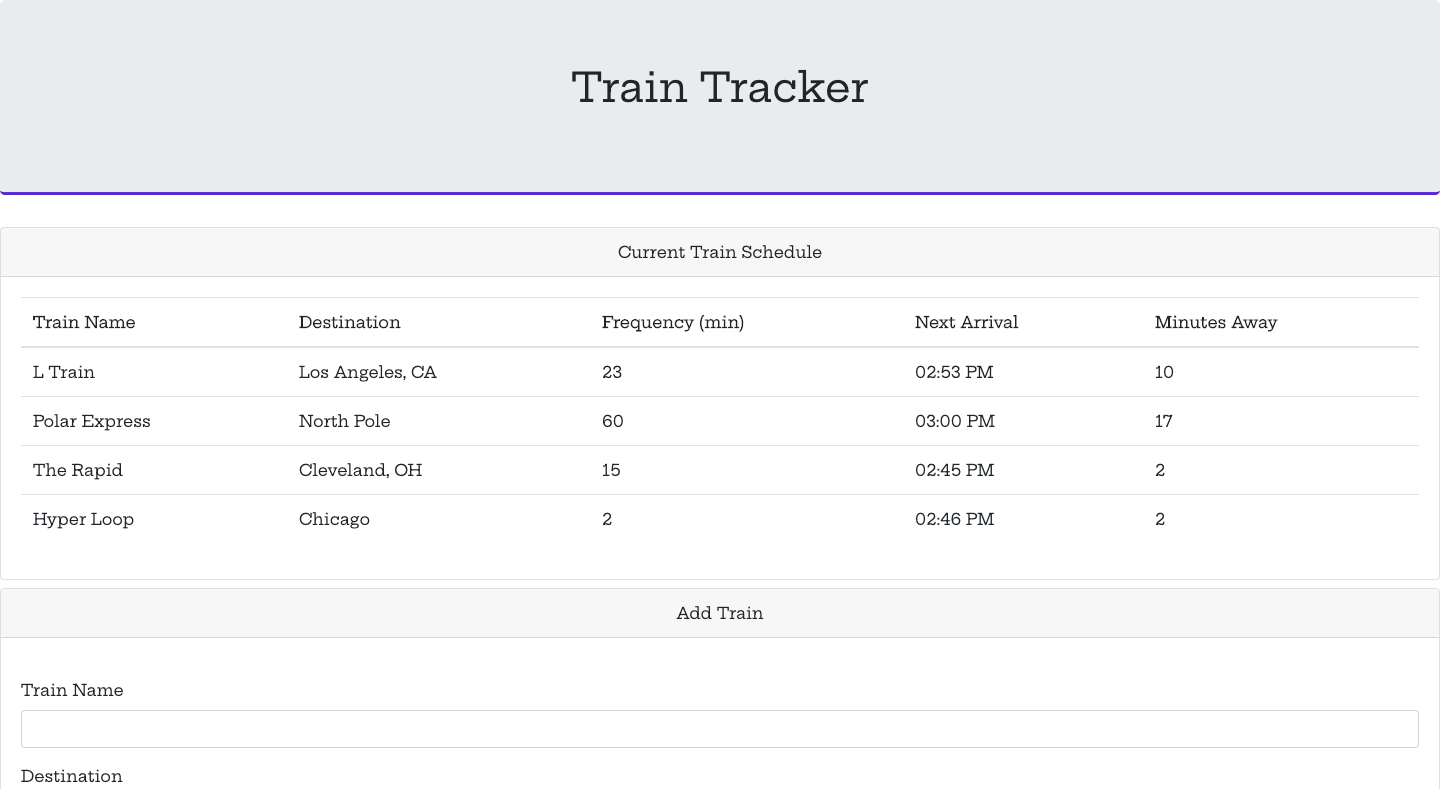 Train Tracker
Current Train Schedule
Train Name Destination Frequency (min) Next Arrival Minutes Away
L Train Los Angeles, CA 23 02:53 PM 10
Polar Express North Pole 60 03:00 PM 17
The Rapid Cleveland, OH 15 02:45 PM 2
Hyper Loop Chicago 2 02:46 PM 2
Add Train
Train Name
Destination